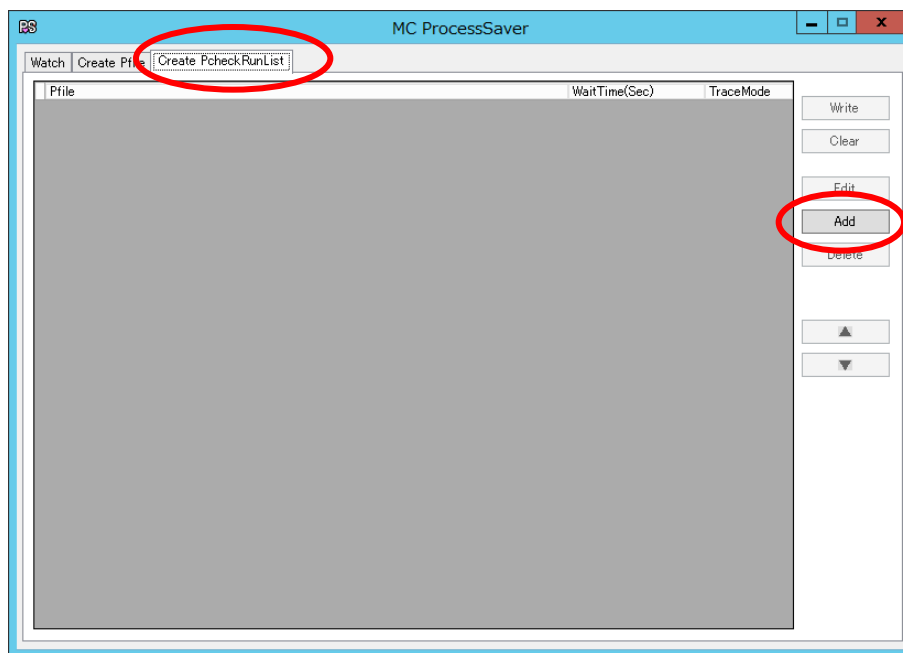 PS
MC ProcessSaver
Watch
Create Pfile
Create PcheckRunList
Pfile
WaitTime(Sec)
TraceMode
Write
Clear
Edit
Add
Delete